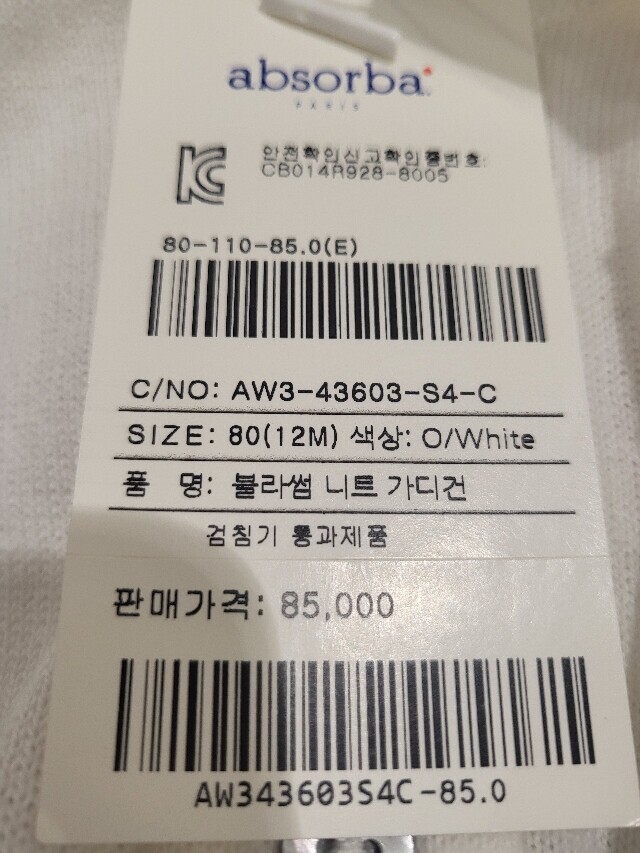 absorba
PARIS
안전확인신고확인증번호:
CB014R928-8005
80-110-85.0(E)
C/NO: AW3-43603-S4-C
SIZE: 80(12M) 색상: O/White
품 명: 블라썸 니트 가디건
검침기 통과제품
판매가격: 85,000
AW343603S4C-85.0